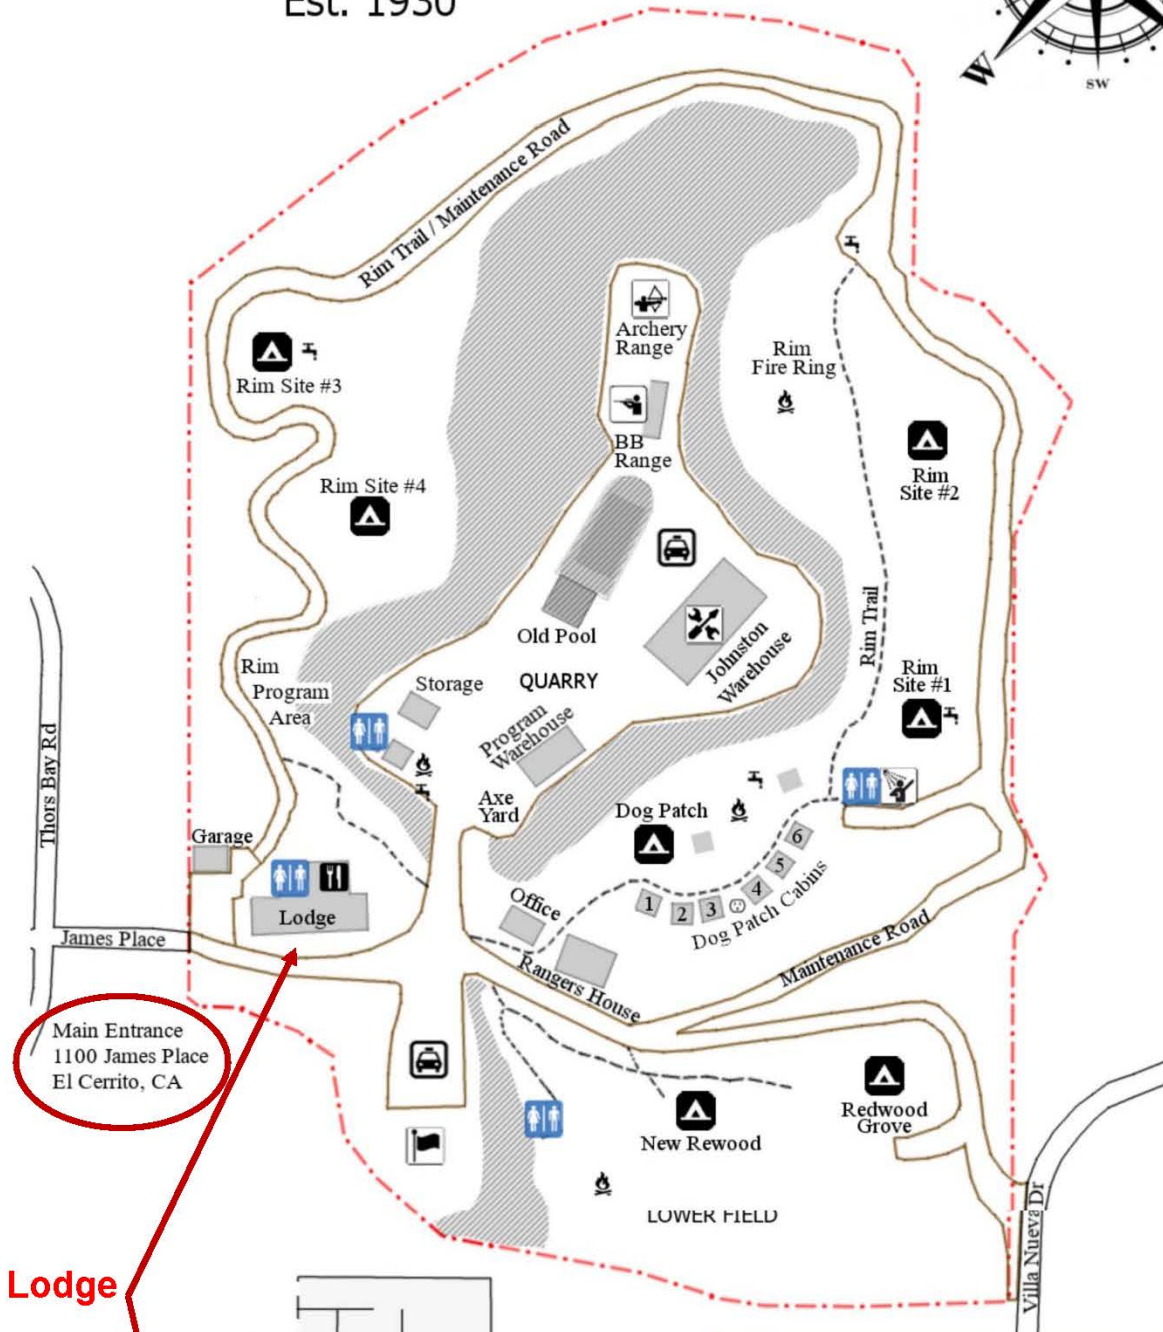 Est. 1930
W
SW
Rim Trail / Maintenance Road
Archery
Range
Rim
Fire Ring
Rim Site #3
BB
Range
Rim
Site #2
Rim Site #4
Old Pool
Rim Trail
Johnston
Warehouse
Rim
Program
Area
Storage
QUARRY
Rim
Site #1
Program
Warehouse
Thors Bay Rd
Axe
Yard
Dog Patch
Garage
6
5
4
3
2
1
Dog Patch Cabins
Office
Lodge
James Place
Rangers House
Maintenance Road
Main Entrance
1100 James Place
El Cerrito, CA
Redwood
Grove
New Rewood
LOWER FIELD
Villa Nueva Dr
Lodge